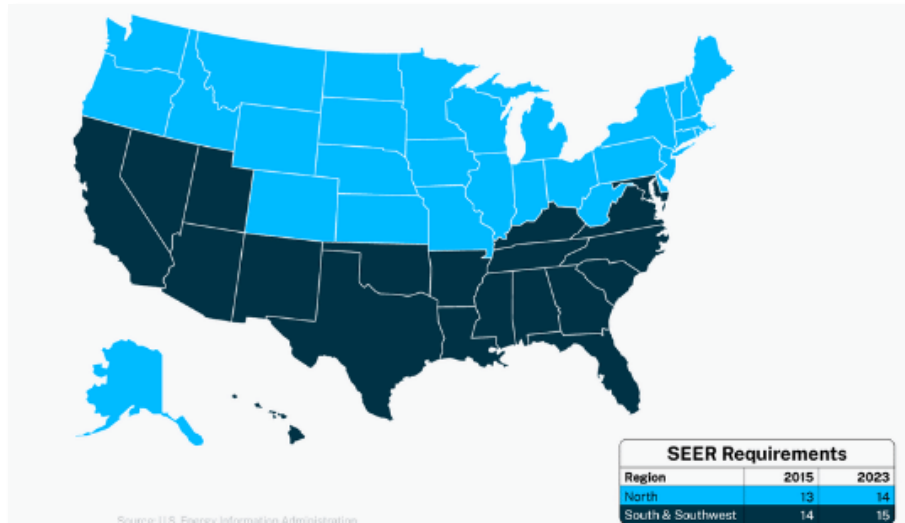 SEER Requirements
Region 2015 2023
North 13 14
South & Southwest 14 15
Source: U.S. Energy Information Administration